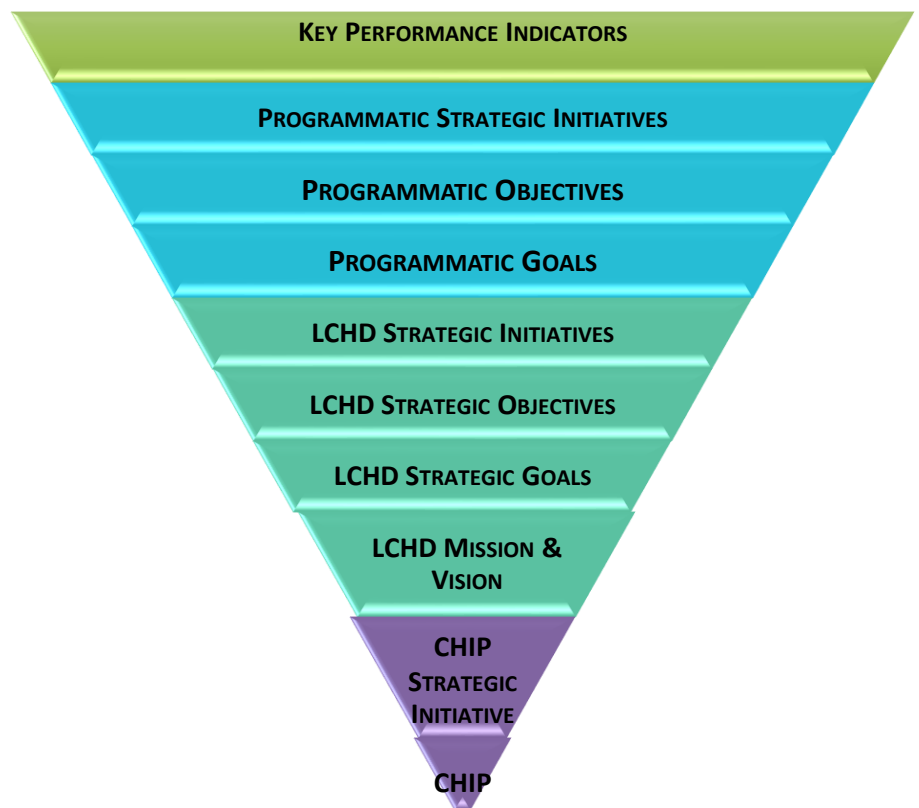 KEY PERFORMANCE INDICATORS
PROGRAMMATIC STRATEGIC INITIATIVES
PROGRAMMATIC OBJECTIVES
PROGRAMMATIC GOALS
LCHD STRATEGIC INITIATIVES
LCHD STRATEGIC OBJECTIVES
LCHD STRATEGIC GOALS
LCHD MISSION &
VISION
CHIP
STRATEGIC
INITIATIVE
CHIP